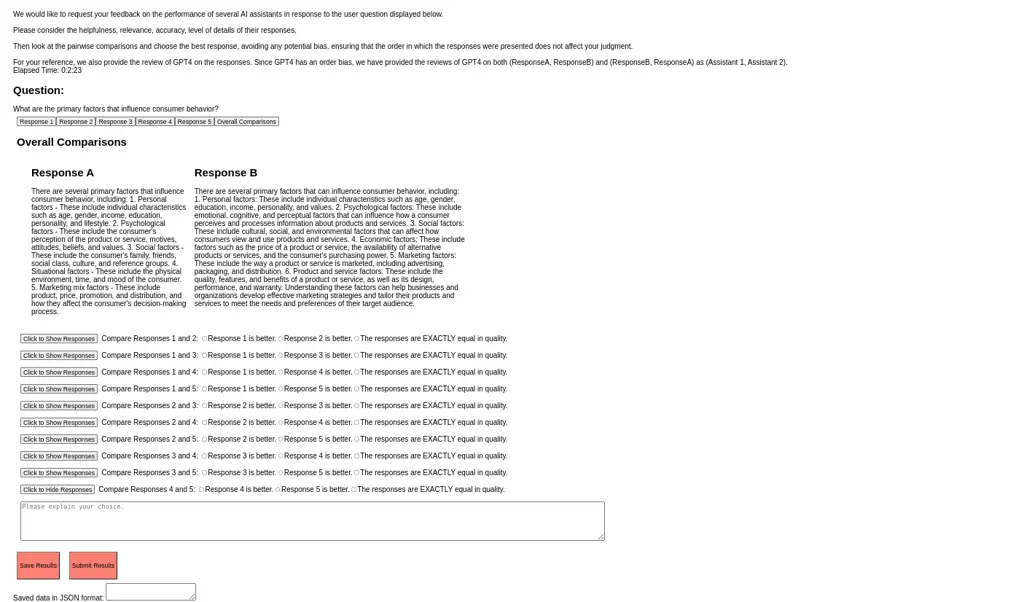 We would like to request your feedback on the performance of several AI assistants in response to the user question displayed below.
Please consider the helpfulness, relevance, accuracy, level of details of their responses.
Then look at the pairwise comparisons and choose the best response, avoiding any potential bias, ensuring that the order in which the responses were presented does not affect your judgment.
For your reference, we also provide the review of GPT4 on the responses. Since GPT4 has an order bias, we have provided the reviews of GPT4 on both (ResponseA, ResponseB) and (ResponseB, ResponseA) as (Assistant 1, Assistant 2).
Elapsed Time: 0:2:23
Question:
What are the primary factors that influence consumer behavior?
Response 1 Response 2 Response 3 Response 4 Response 5 Overall Comparisons
Overall Comparisons
Response A
There are several primary factors that influence
consumer behavior, including: 1. Personal
factors - These include individual characteristics
such as age, gender, income, education,
personality, and lifestyle. 2. Psychological
factors - These include the consumer's
perception of the product or service, motives,
attitudes, beliefs, and values. 3. Social factors -
These include the consumer's family, friends,
social class, culture, and reference groups. 4.
Situational factors - These include the physical
environment, time, and mood of the consumer.
5. Marketing mix factors - These include
product, price, promotion, and distribution, and
how they affect the consumer's decision-making
process.
Response B
There are several primary factors that can influence consumer behavior, including:
1. Personal factors: These include individual characteristics such as age, gender,
education, income, personality, and values. 2. Psychological factors: These include
emotional, cognitive, and perceptual factors that can influence how a consumer
perceives and processes information about products and services. 3. Social factors:
These include cultural, social, and environmental factors that can affect how
consumers view and use products and services. 4. Economic factors: These include
factors such as the price of a product or service, the availability of alternative
products or services, and the consumer's purchasing power. 5. Marketing factors:
These include the way a product or service is marketed, including advertising,
packaging, and distribution. 6. Product and service factors: These include the
quality, features, and benefits of a product or service, as well as its design,
performance, and warranty. Understanding these factors can help businesses and
organizations develop effective marketing strategies and tailor their products and
services to meet the needs and preferences of their target audience.
Click to Show Responses Compare Responses 1 and 2: Response 1 is better. Response 2 is better. The responses are EXACTLY equal in quality.
Click to Show Responses Compare Responses 1 and 3: Response 1 is better. Response 3 is better. The responses are EXACTLY equal in quality.
Click to Show Responses Compare Responses 1 and 4: Response 1 is better. Response 4 is better. The responses are EXACTLY equal in quality.
Click to Show Responses Compare Responses 1 and 5: Response 1 is better. Response 5 is better. The responses are EXACTLY equal in quality.
Click to Show Responses Compare Responses 2 and 3: Response 2 is better. Response 3 is better. The responses are EXACTLY equal in quality.
Click to Show Responses Compare Responses 2 and 4: Response 2 is better. Response 4 is better. The responses are EXACTLY equal in quality.
Click to Show Responses Compare Responses 2 and 5: Response 2 is better. Response 5 is better. The responses are EXACTLY equal in quality.
Click to Show Responses Compare Responses 3 and 4: Response 3 is better. Response 4 is better. The responses are EXACTLY equal in quality.
Click to Show Responses Compare Responses 3 and 5: Response 3 is better. Response 5 is better. The responses are EXACTLY equal in quality.
Click to Hide Responses Compare Responses 4 and 5: Response 4 is better. Response 5 is better. The responses are EXACTLY equal in quality.
Please explain your choice.
Save Results Submit Results
Saved data in JSON format: